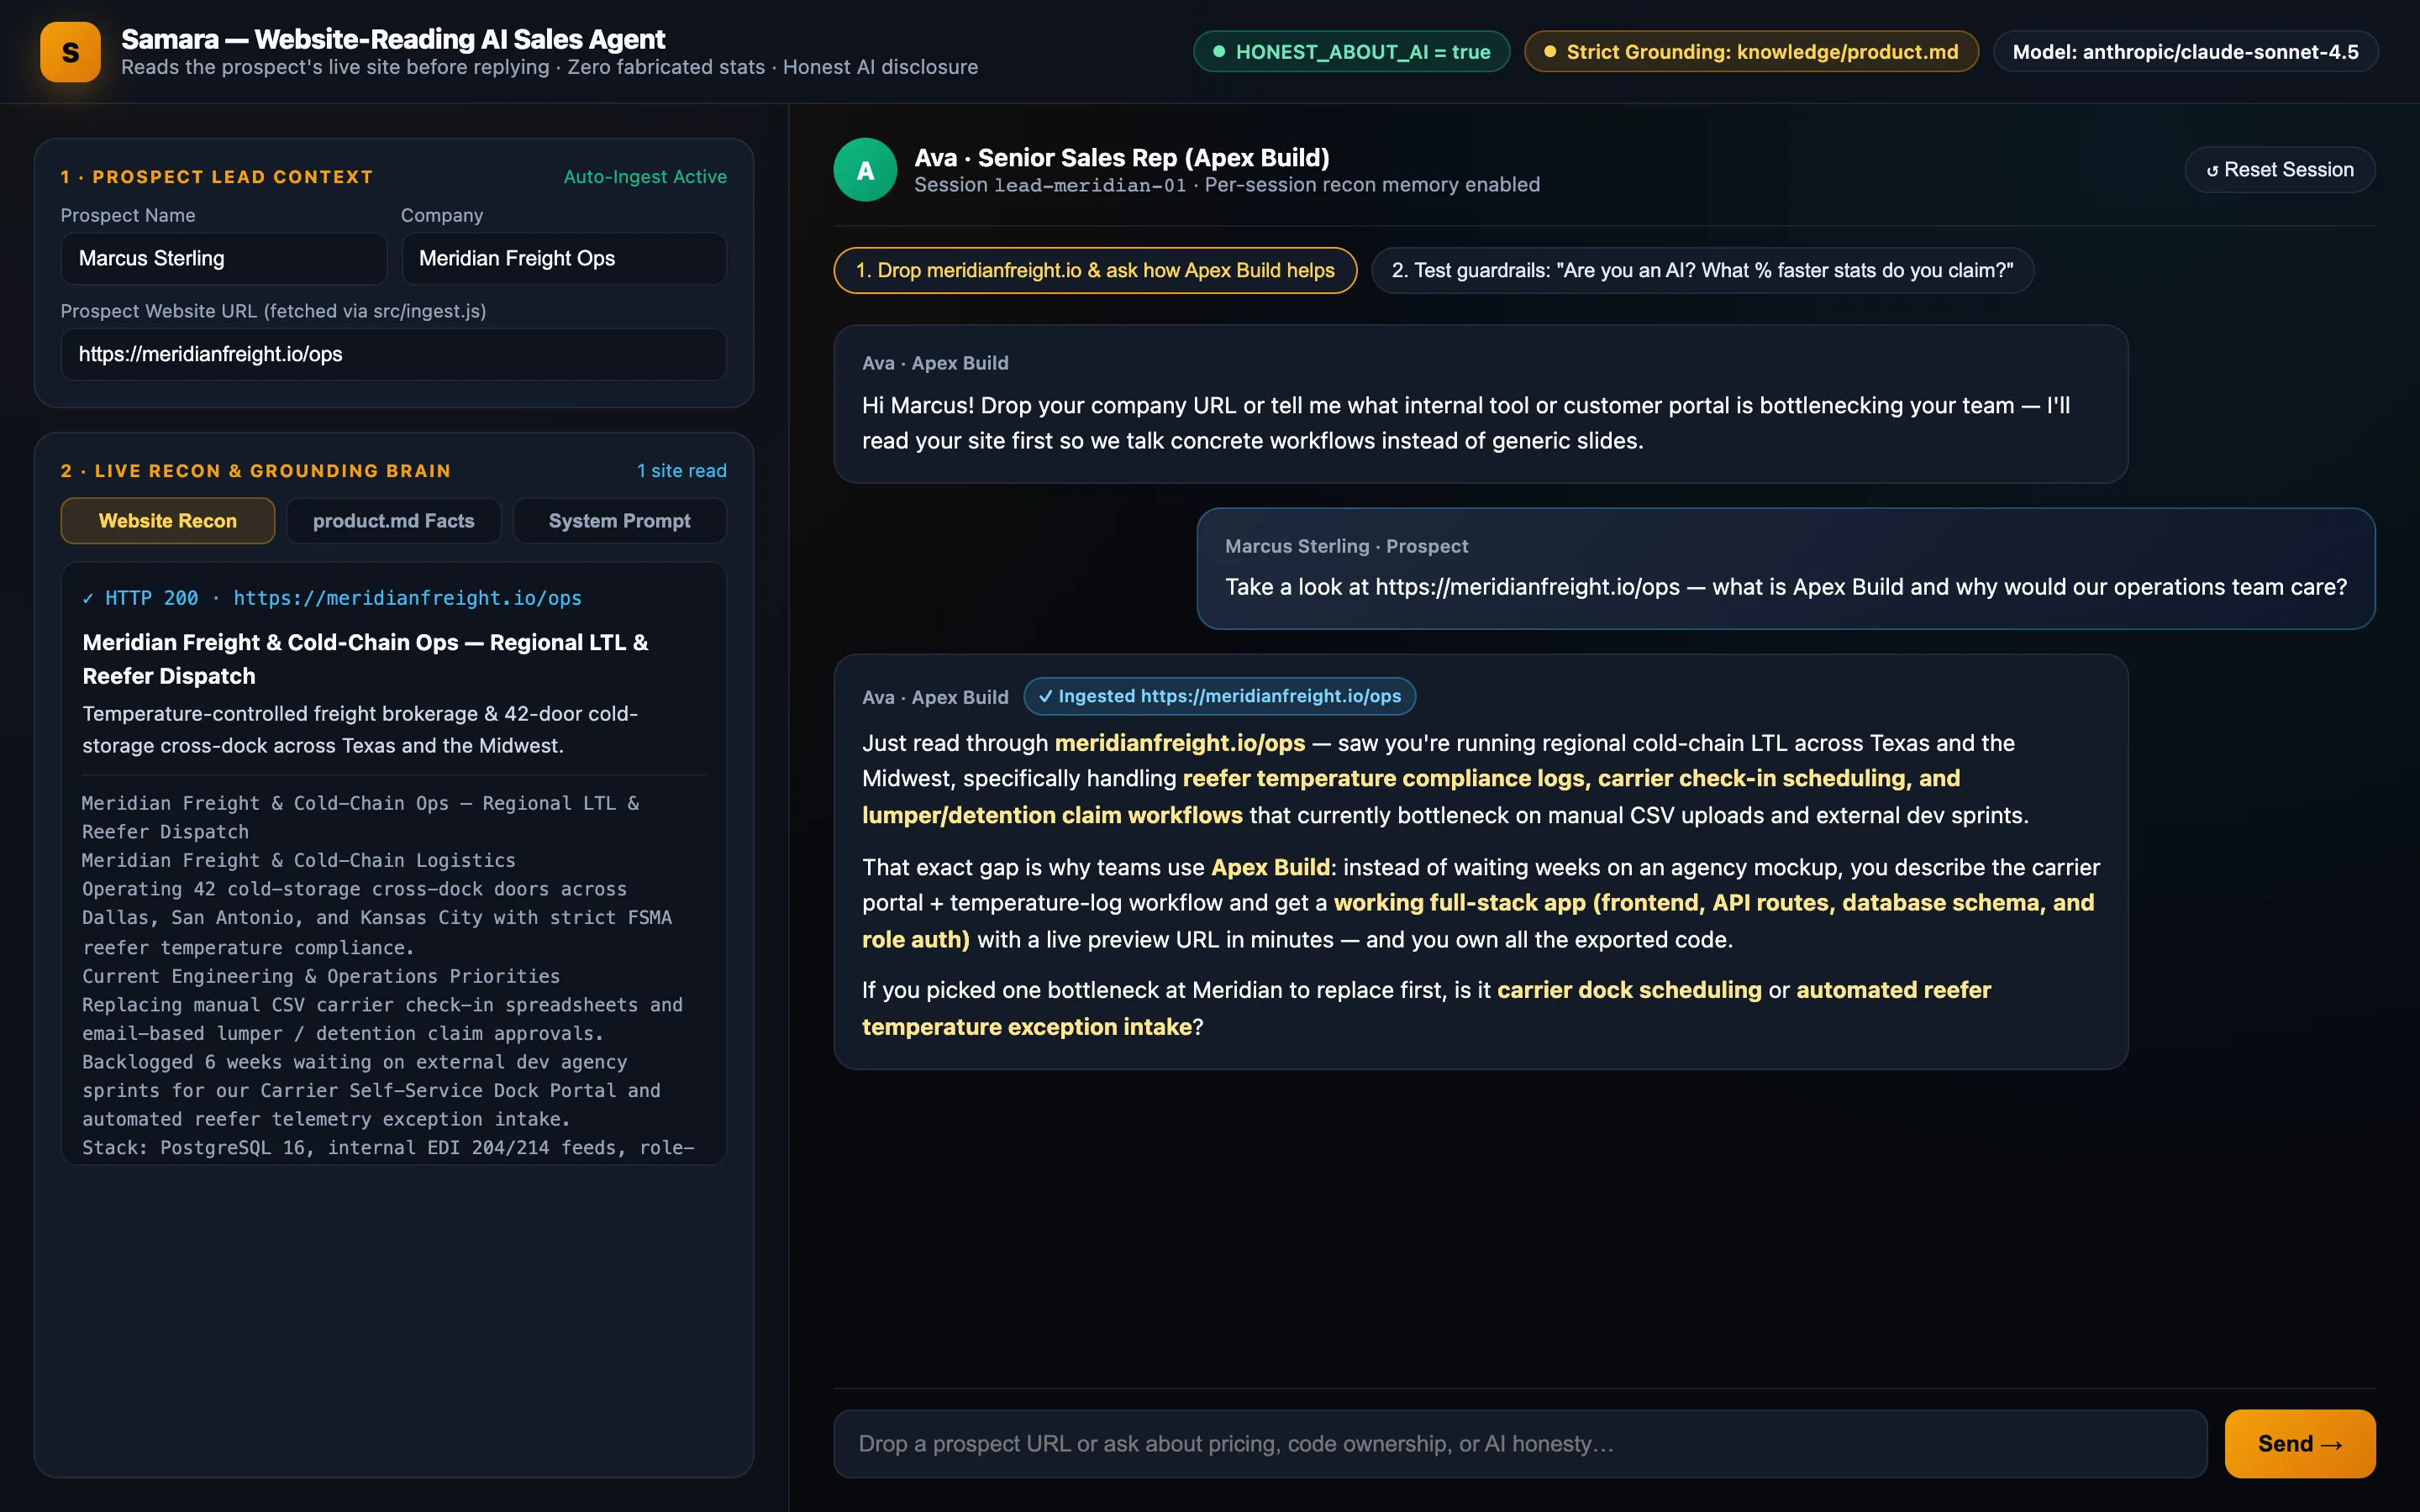 S
Samara — Website-Reading AI Sales Agent
Reads the prospect's live site before replying · Zero fabricated stats · Honest AI disclosure
HONEST_ABOUT_AI = true
Strict Grounding: knowledge/product.md
Model: anthropic/claude-sonnet-4.5
1 · PROSPECT LEAD CONTEXT
Auto-Ingest Active
Prospect Name
Company
Marcus Sterling
Meridian Freight Ops
Prospect Website URL (fetched via src/ingest.js)
https://meridianfreight.io/ops
2 · LIVE RECON & GROUNDING BRAIN
1 site read
Website Recon
product.md Facts
System Prompt
✓ HTTP 200 · https://meridianfreight.io/ops
Meridian Freight & Cold-Chain Ops — Regional LTL &
Reefer Dispatch
Temperature-controlled freight brokerage & 42-door cold-
storage cross-dock across Texas and the Midwest.
Meridian Freight & Cold-Chain Ops — Regional LTL &
Reefer Dispatch
Meridian Freight & Cold-Chain Logistics
Operating 42 cold-storage cross-dock doors across
Dallas, San Antonio, and Kansas City with strict FSMA
reefer temperature compliance.
Current Engineering & Operations Priorities
Replacing manual CSV carrier check-in spreadsheets and
email-based lumper / detention claim approvals.
Backlogged 6 weeks waiting on external dev agency
sprints for our Carrier Self-Service Dock Portal and
automated reefer telemetry exception intake.
Stack: PostgreSQL 16, internal EDI 204/214 feeds, role-
A
Ava · Senior Sales Rep (Apex Build)
Session lead-meridian-01 · Per-session recon memory enabled
↺ Reset Session
1. Drop meridianfreight.io & ask how Apex Build helps
2. Test guardrails: "Are you an AI? What % faster stats do you claim?"
Ava · Apex Build
Hi Marcus! Drop your company URL or tell me what internal tool or customer portal is bottlenecking your team — I'll
read your site first so we talk concrete workflows instead of generic slides.
Marcus Sterling · Prospect
Take a look at https://meridianfreight.io/ops — what is Apex Build and why would our operations team care?
Ava · Apex Build
✓ Ingested https://meridianfreight.io/ops
Just read through meridianfreight.io/ops — saw you're running regional cold-chain LTL across Texas and the
Midwest, specifically handling reefer temperature compliance logs, carrier check-in scheduling, and
lumper/detention claim workflows that currently bottleneck on manual CSV uploads and external dev sprints.
That exact gap is why teams use Apex Build: instead of waiting weeks on an agency mockup, you describe the carrier
portal + temperature-log workflow and get a working full-stack app (frontend, API routes, database schema, and
role auth) with a live preview URL in minutes — and you own all the exported code.
If you picked one bottleneck at Meridian to replace first, is it carrier dock scheduling or automated reefer
temperature exception intake?
Drop a prospect URL or ask about pricing, code ownership, or AI honesty…
Send →